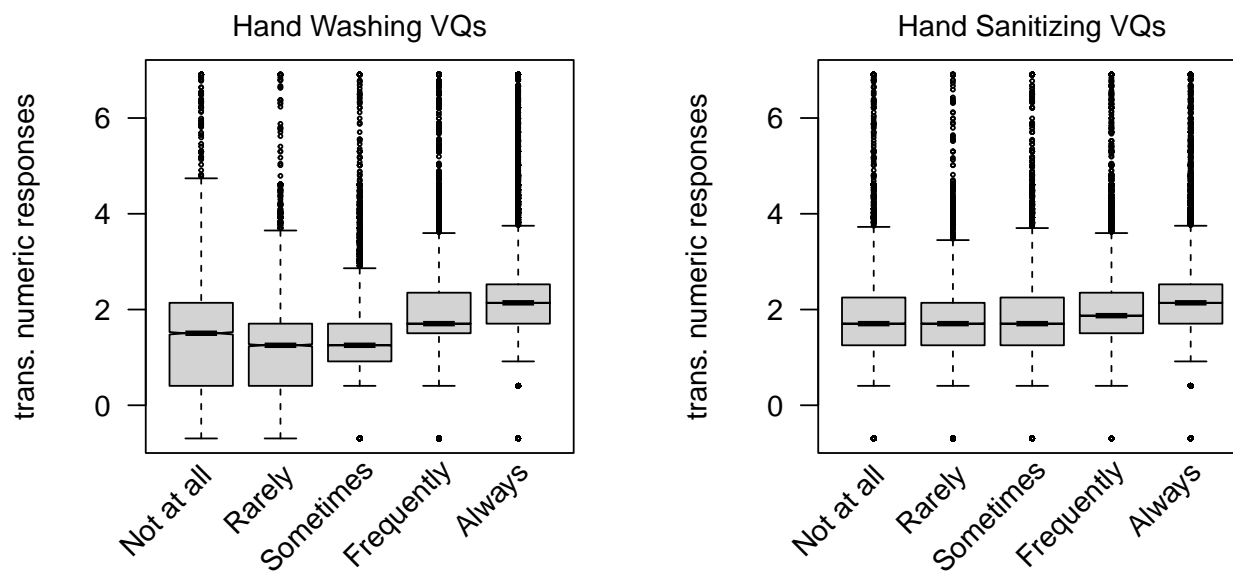 Hand Washing VQs
trans. numeric responses
6
4
2
0
Not at all
Rarely
Sometimes
Frequently
Always
Hand Sanitizing VQs
trans. numeric responses
6
4
2
0
Not at all
Rarely
Sometimes
Frequently
Always